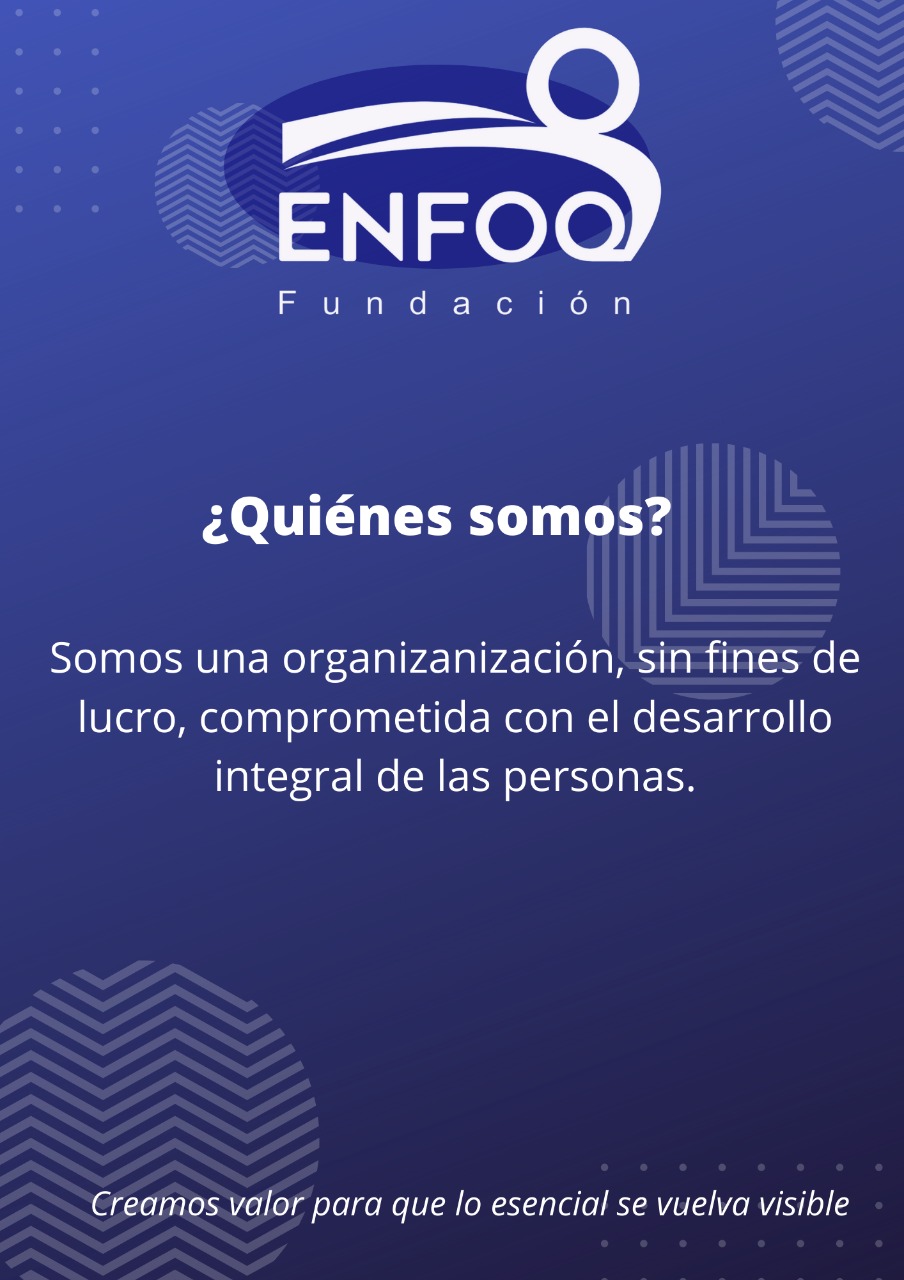 ENFOQ
Fundación
¿Quiénes somos?
Somos una organizanización, sin fines de
lucro, comprometida con el desarrollo
integral de las personas.
Creamos valor para que lo esencial se vuelva visible